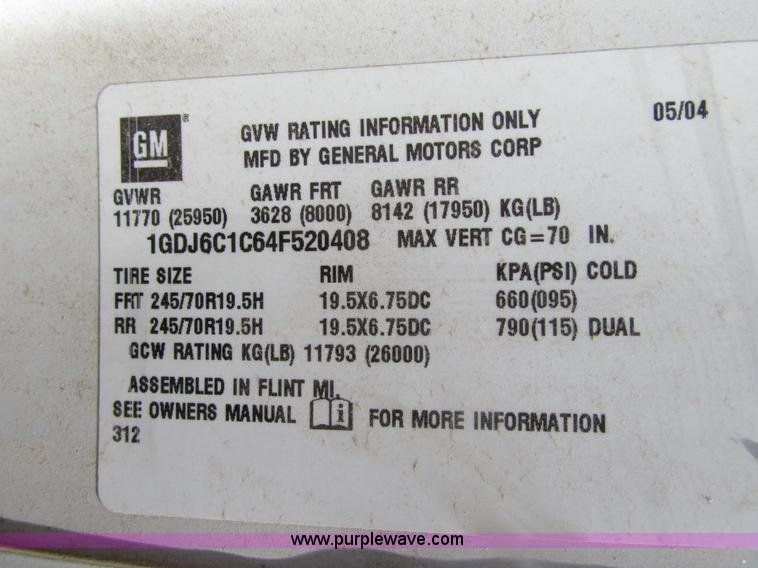 GM ® GVW RATING INFORMATION ONLY 05/04
MFD BY GENERAL MOTORS CORP
GVWR GAWR FRT GAWR RR
11770 (25950) 3628 (8000) 8142 (17950) KG(LB)
1GDJ6C1C64F520408 MAX VERT CG=70 IN.
TIRE SIZE RIM KPA(PSI) COLD
FRT 245/70R19.5H 19.5X6.75DC 660(095)
RR 245/70R19.5H 19.5X6.75DC 790(115) DUAL
GCW RATING KG(LB) 11793 (26000)
ASSEMBLED IN FLINT MI.
SEE OWNERS MANUAL i FOR MORE INFORMATION
312
www.purplewave.com